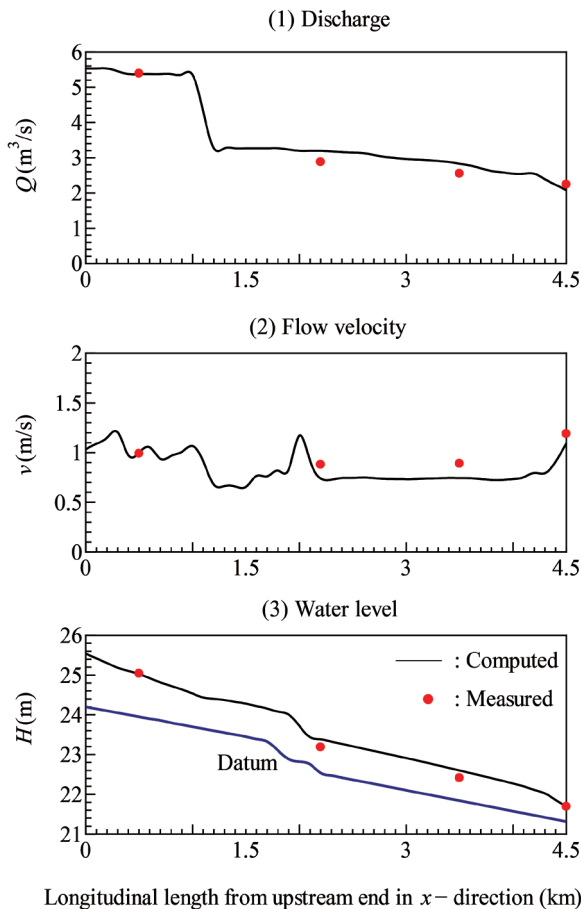 (1) Discharge
Q(m³/s)
6
5
4
3
2
1
0
0 1.5 3 4.5
(2) Flow velocity
v(m/s)
2
1.5
1
0.5
0
0 1.5 3 4.5
(3) Water level
H(m)
26
25
24
23
22
21
: Computed
: Measured
Datum
0 1.5 3 4.5
Longitudinal length from upstream end in x− direction (km)